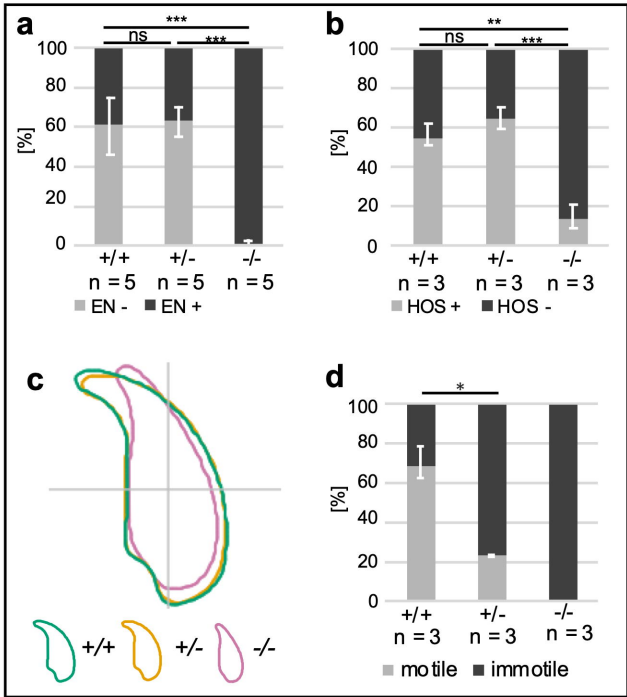 a
***
ns
***
100
80
60
40
20
0
[%]
+/+
+/-
-/-
n = 5
n = 5
n = 5
EN -
EN +
b
**
ns
***
100
80
60
40
20
0
[%]
+/+
+/-
-/-
n = 3
n = 3
n = 3
HOS +
HOS -
c
+/+
+/-
-/-
d
*
100
80
60
40
20
0
[%]
+/+
+/-
-/-
n = 3
n = 3
n = 3
motile
immotile